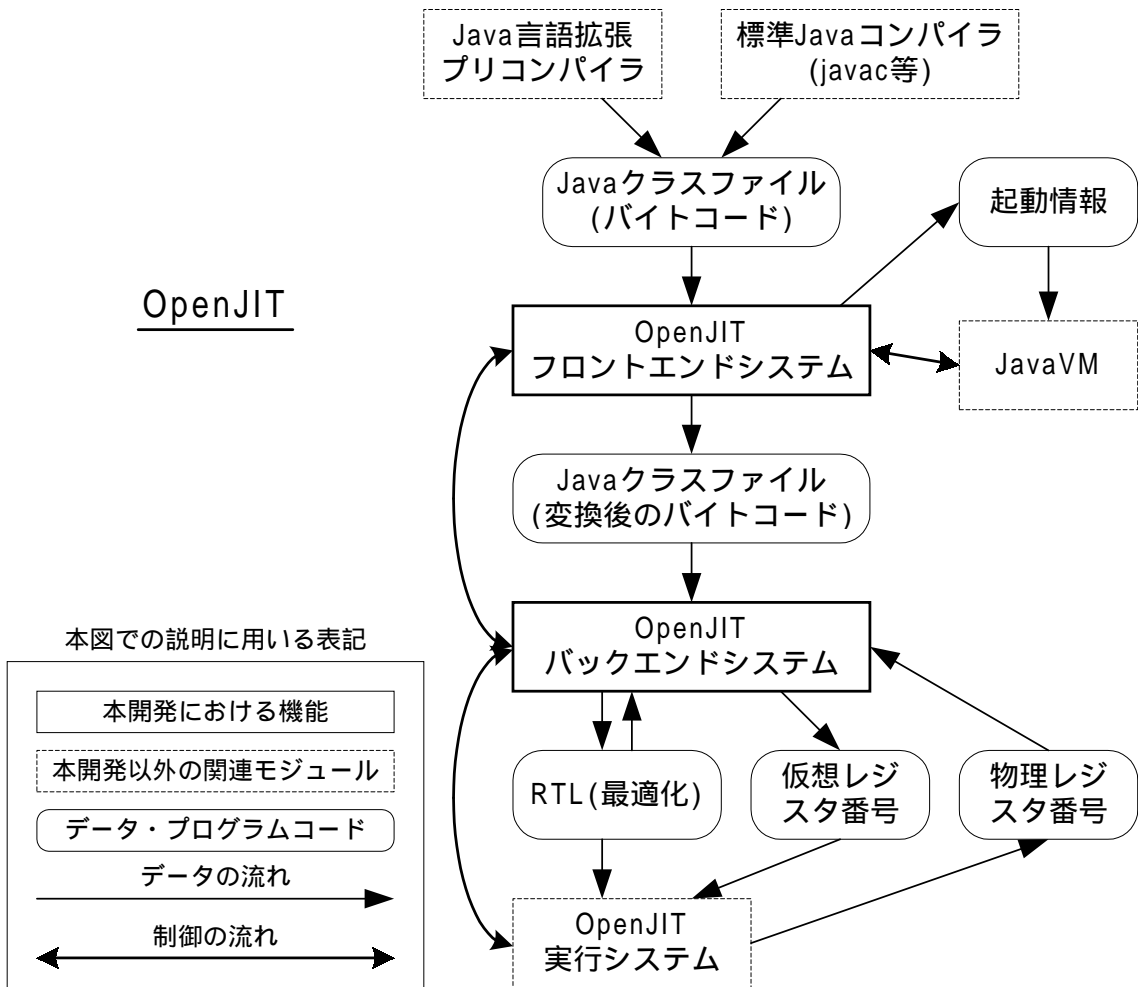 Java言語拡張
プリコンパイラ
標準Javaコンパイラ
(javac等)
Javaクラスファイル
(バイトコード)
起動情報
OpenJIT
OpenJIT
フロントエンドシステム
JavaVM
Javaクラスファイル
(変換後のバイトコード)
OpenJIT
バックエンドシステム
RTL(最適化)
仮想レジ
スタ番号
物理レジ
スタ番号
OpenJIT
実行システム
本図での説明に用いる表記
本開発における機能
本開発以外の関連モジュール
データ・プログラムコード
データの流れ
制御の流れ